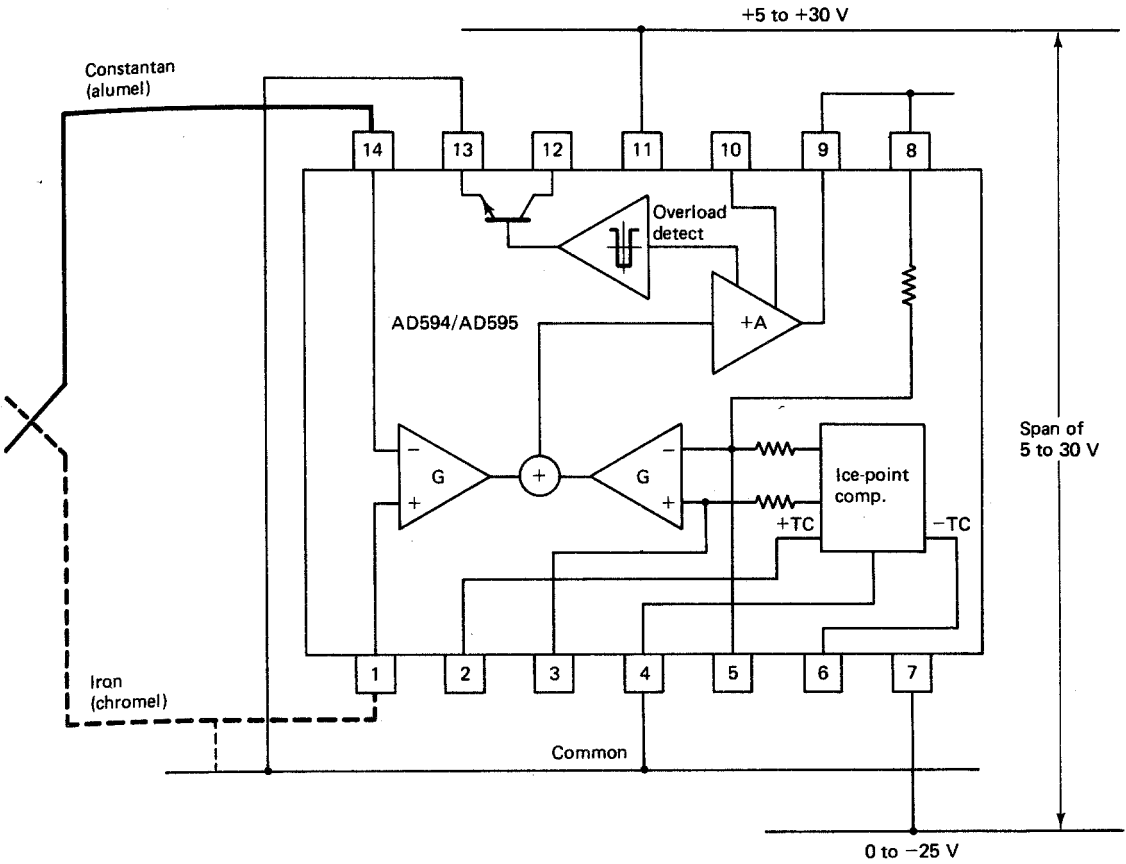 +5 to +30 V
Constantan
(alumel)
14
13
12
11
10
9
8
Overload
detect
AD594/AD595
+A
−
G
+
+
−
G
+
Ice-point
comp.
+TC
−TC
Span of
5 to 30 V
1
2
3
4
5
6
7
Iron
(chromel)
Common
0 to −25 V